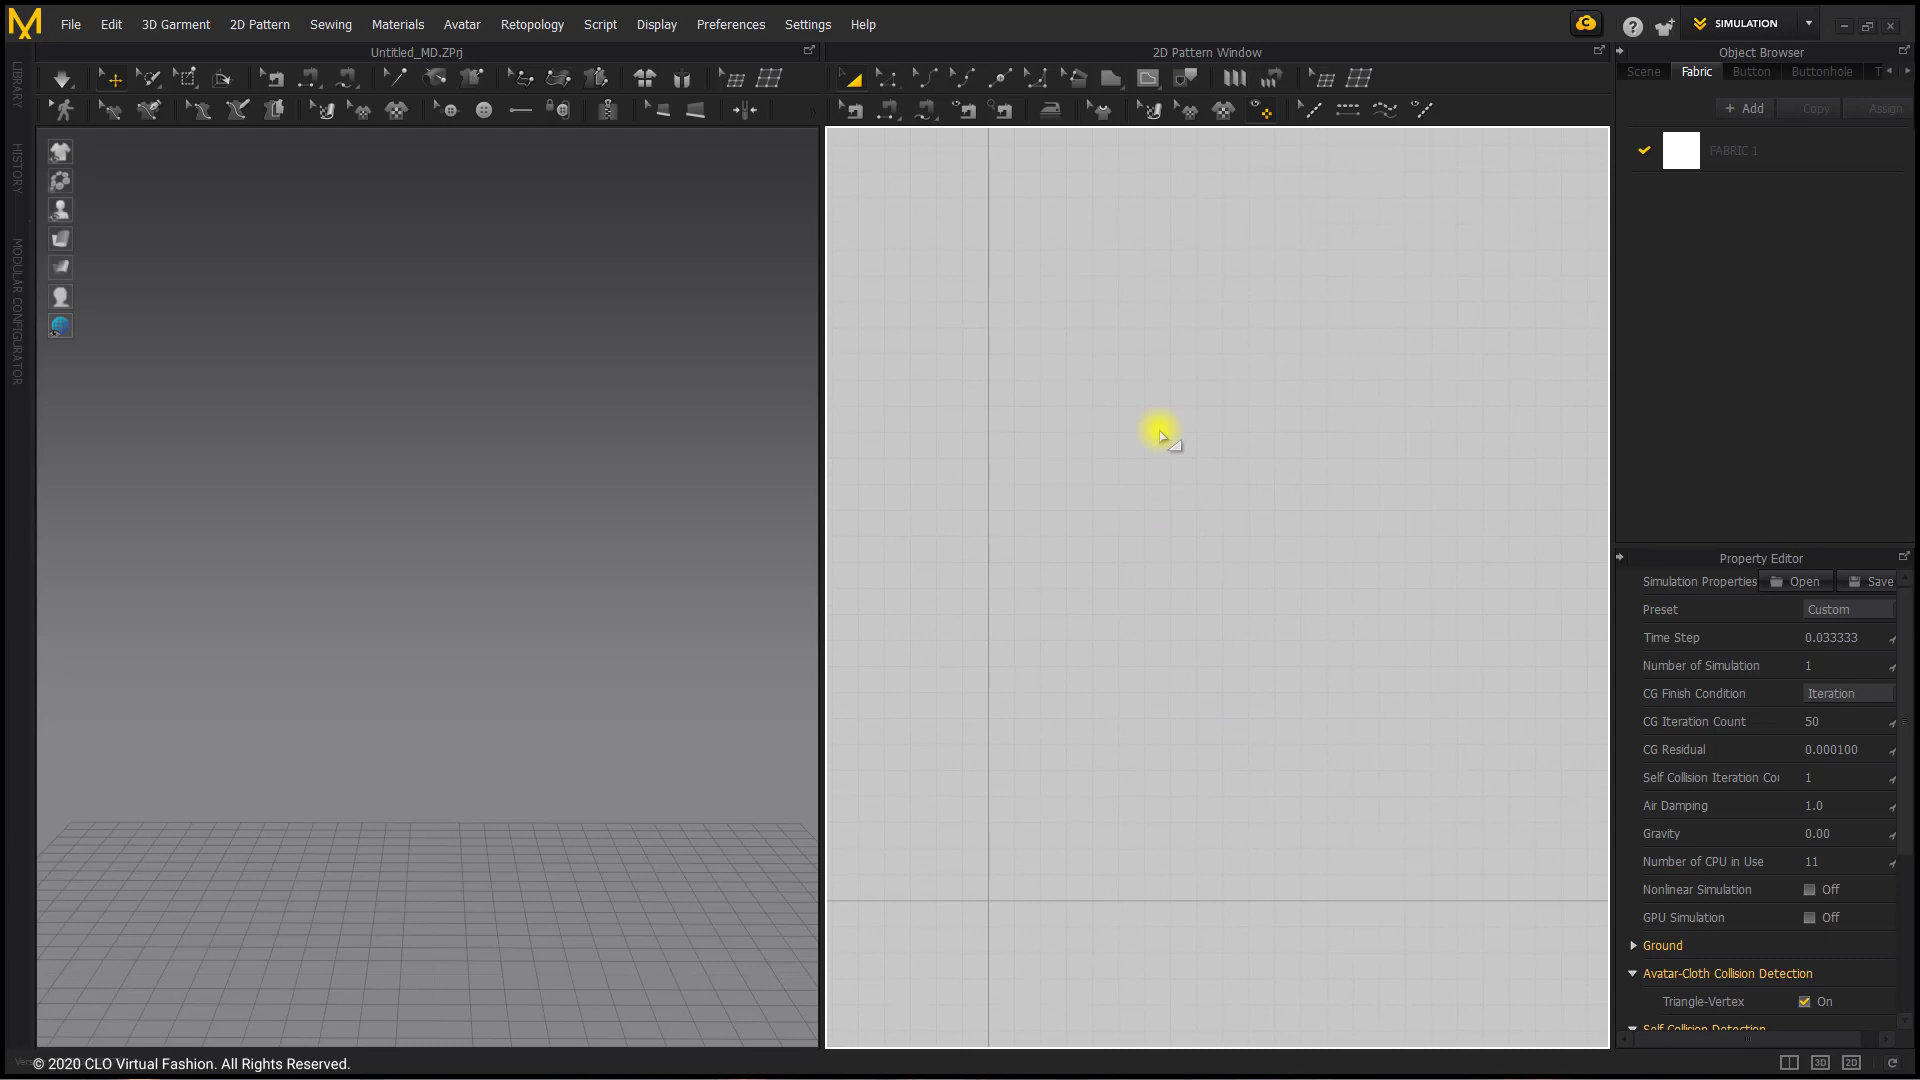 File Edit 3D Garment 2D Pattern Sewing Materials Avatar Retopology Script Display Preferences Settings Help
SIMULATION
Untitled_MD.ZPrj
2D Pattern Window
Object Browser
Scene Fabric Button Buttonhole T
+ Add Copy Assign
FABRIC 1
LIBRARY
HISTORY
MODULAR CONFIGURATOR
Property Editor
Simulation Properties Open Save
Preset Custom
Time Step 0.033333
Number of Simulation 1
CG Finish Condition Iteration
CG Iteration Count 50
CG Residual 0.000100
Self Collision Iteration Cou 1
Air Damping 1.0
Gravity 0.00
Number of CPU in Use 11
Nonlinear Simulation Off
GPU Simulation Off
Ground
Avatar-Cloth Collision Detection
Triangle-Vertex On
Self Collision Detection
© 2020 CLO Virtual Fashion. All Rights Reserved.
3D 2D